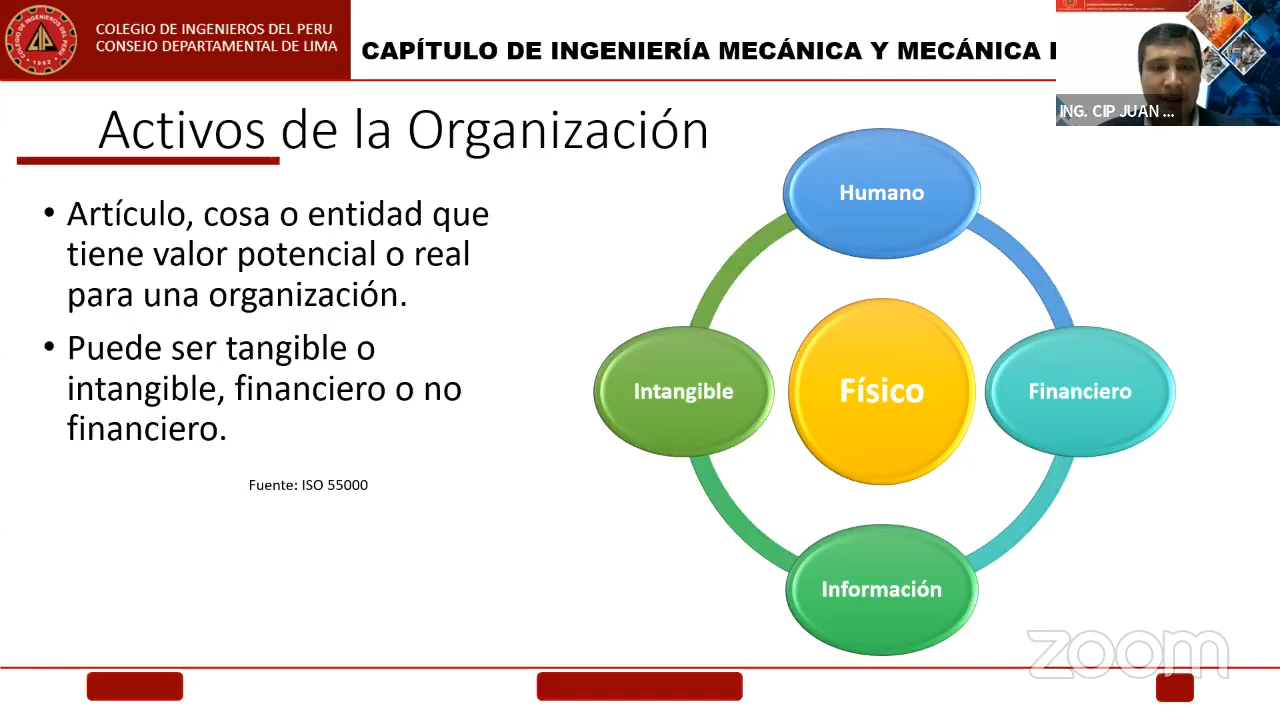 COLEGIO DE INGENIEROS DEL PERU
CONSEJO DEPARTAMENTAL DE LIMA
CAPÍTULO DE INGENIERÍA MECÁNICA Y MECÁNICA
ING. CIP JUAN ...
Activos de la Organización
• Artículo, cosa o entidad que
tiene valor potencial o real
para una organización.
• Puede ser tangible o
intangible, financiero o no
financiero.
Fuente: ISO 55000
Humano
Intangible
Físico
Financiero
Información
zoom